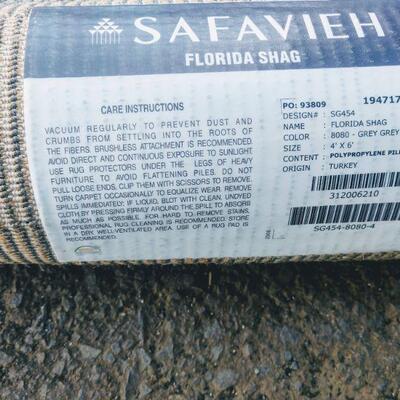 SAFAVIEH
FLORIDA SHAG
CARE INSTRUCTIONS
VACUUM REGULARLY TO PREVENT DUST AND
CRUMBS FROM SETTLING INTO THE ROOTS OF
THE FIBERS. BRUSHLESS ATTACHMENT IS RECOMMENDED.
AVOID DIRECT AND CONTINUOUS EXPOSURE TO SUNLIGHT.
USE RUG PROTECTORS UNDER THE LEGS OF HEAVY
FURNITURE TO AVOID FLATTENING PILES. DO NOT
PULL LOOSE ENDS, CLIP THEM WITH SCISSORS TO REMOVE.
TURN CARPET OCCASIONALLY TO EQUALIZE WEAR. REMOVE
SPILLS IMMEDIATELY: IF LIQUID, BLOT WITH CLEAN, UNDYED
CLOTH BY PRESSING FIRMLY AROUND THE SPILL TO ABSORB
AS MUCH AS POSSIBLE. FOR HARD TO REMOVE STAINS,
PROFESSIONAL RUG CLEANING IS RECOMMENDED. STORE
IN A DRY, WELL-VENTILATED AREA. USE OF A RUG PAD IS
RECOMMENDED.
PO: 93809 194717
DESIGN# : SG454
NAME : FLORIDA SHAG
COLOR : 8080 - GREY GREY
SIZE : 4' X 6'
CONTENT : POLYPROPYLENE PILE
ORIGIN : TURKEY
312006210
SG454-8080-4